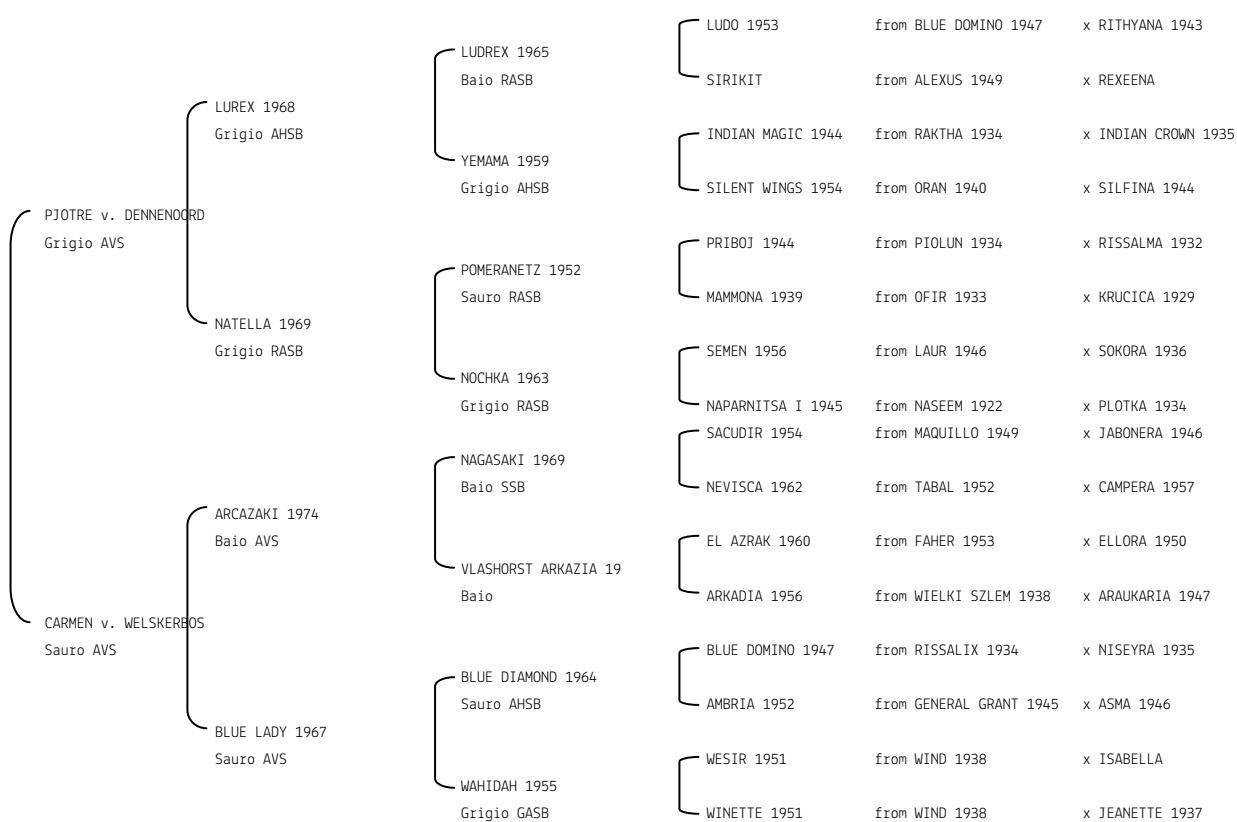 LUDO 1953 from BLUE DOMINO 1947 x RITHYANA 1943
LUDREX 1965
Baio RASB SIRIKIT from ALEXUS 1949 x REXEENA
LUREX 1968
Grigio AHSB INDIAN MAGIC 1944 from RAKTHA 1934 x INDIAN CROWN 1935
YEMAMA 1959
Grigio AHSB SILENT WINGS 1954 from ORAN 1940 x SILFINA 1944
PJOTRE v. DENNENOORD
Grigio AVS PRIBOJ 1944 from PIOLUN 1934 x RISSALMA 1932
POMERANETZ 1952
Sauro RASB MAMMONA 1939 from OFIR 1933 x KRUCICA 1929
NATELLA 1969
Grigio RASB SEMEN 1956 from LAUR 1946 x SOKORA 1936
NOCHKA 1963
Grigio RASB NAPARNITSA I 1945 from NASEEM 1922 x PLOTKA 1934
SACUDIR 1954 from MAQUILLO 1949 x JABONERA 1946
NAGASAKI 1969
Baio SSB NEVISCA 1962 from TABAL 1952 x CAMPERA 1957
ARCAZAKI 1974
Baio AVS EL AZRAK 1960 from FAHER 1953 x ELLORA 1950
VLASHORST ARKAZIA 19
Baio ARKADIA 1956 from WIELKI SZLEM 1938 x ARAUKARIA 1947
CARMEN v. WELSKERBOS
Sauro AVS BLUE DOMINO 1947 from RISSALIX 1934 x NISEYRA 1935
BLUE DIAMOND 1964
Sauro AHSB AMBRIA 1952 from GENERAL GRANT 1945 x ASMA 1946
BLUE LADY 1967
Sauro AVS WESIR 1951 from WIND 1938 x ISABELLA
WAHIDAH 1955
Grigio GASB WINETTE 1951 from WIND 1938 x JEANETTE 1937